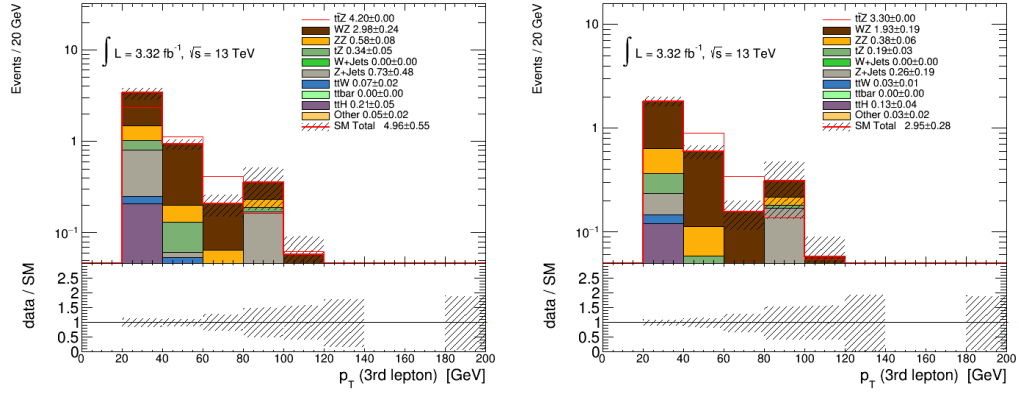 Events / 20 GeV
10
1
10⁻¹
∫ L = 3.32 fb⁻¹, √s = 13 TeV
tt̄Z 4.20±0.00
WZ 2.98±0.24
ZZ 0.58±0.08
tZ 0.34±0.05
W+Jets 0.00±0.00
Z+Jets 0.73±0.48
ttW 0.07±0.02
ttbar 0.00±0.00
ttH 0.21±0.05
Other 0.05±0.02
SM Total 4.96±0.55
data / SM
2.5
2
1.5
1
0.5
0
0 20 40 60 80 100 120 140 160 180 200
p_T (3rd lepton) [GeV]
Events / 20 GeV
10
1
10⁻¹
∫ L = 3.32 fb⁻¹, √s = 13 TeV
tt̄Z 3.30±0.00
WZ 1.93±0.19
ZZ 0.38±0.06
tZ 0.19±0.03
W+Jets 0.00±0.00
Z+Jets 0.26±0.19
ttW 0.03±0.01
ttbar 0.00±0.00
ttH 0.13±0.04
Other 0.03±0.02
SM Total 2.95±0.28
data / SM
2.5
2
1.5
1
0.5
0
0 20 40 60 80 100 120 140 160 180 200
p_T (3rd lepton) [GeV]